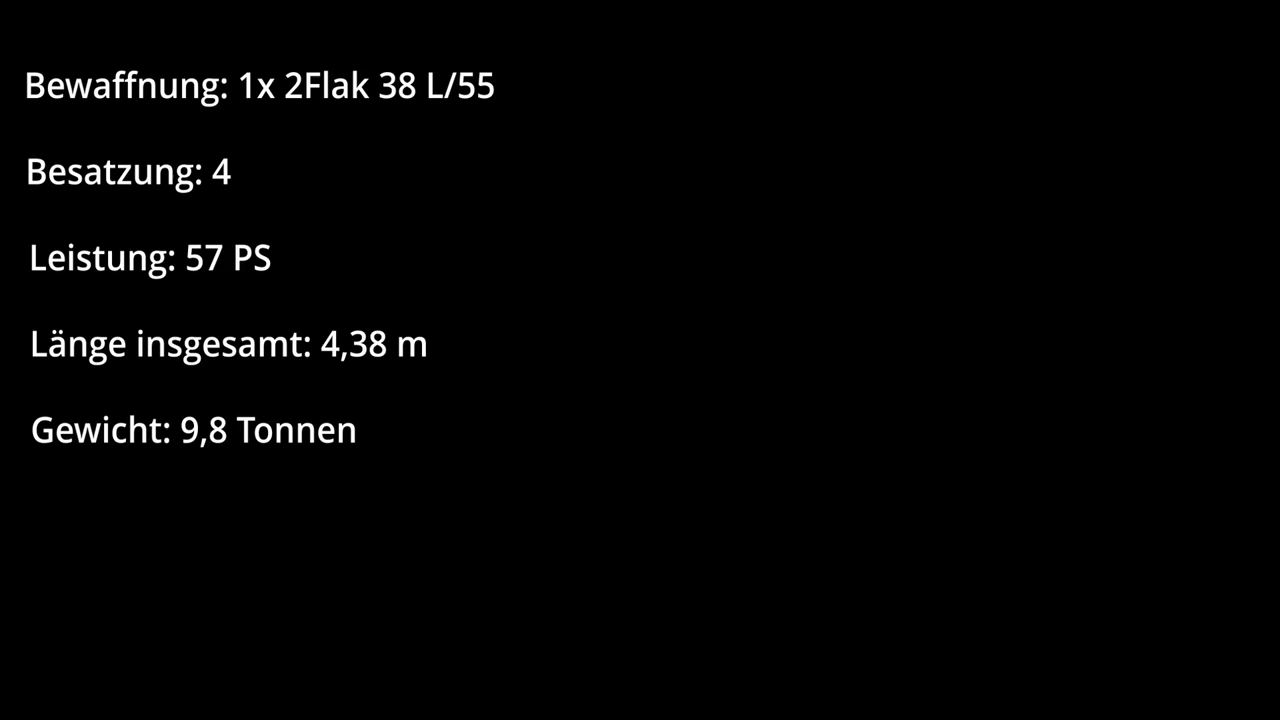 Bewaffnung: 1x 2Flak 38 L/55
Besatzung: 4
Leistung: 57 PS
Länge insgesamt: 4,38 m
Gewicht: 9,8 Tonnen